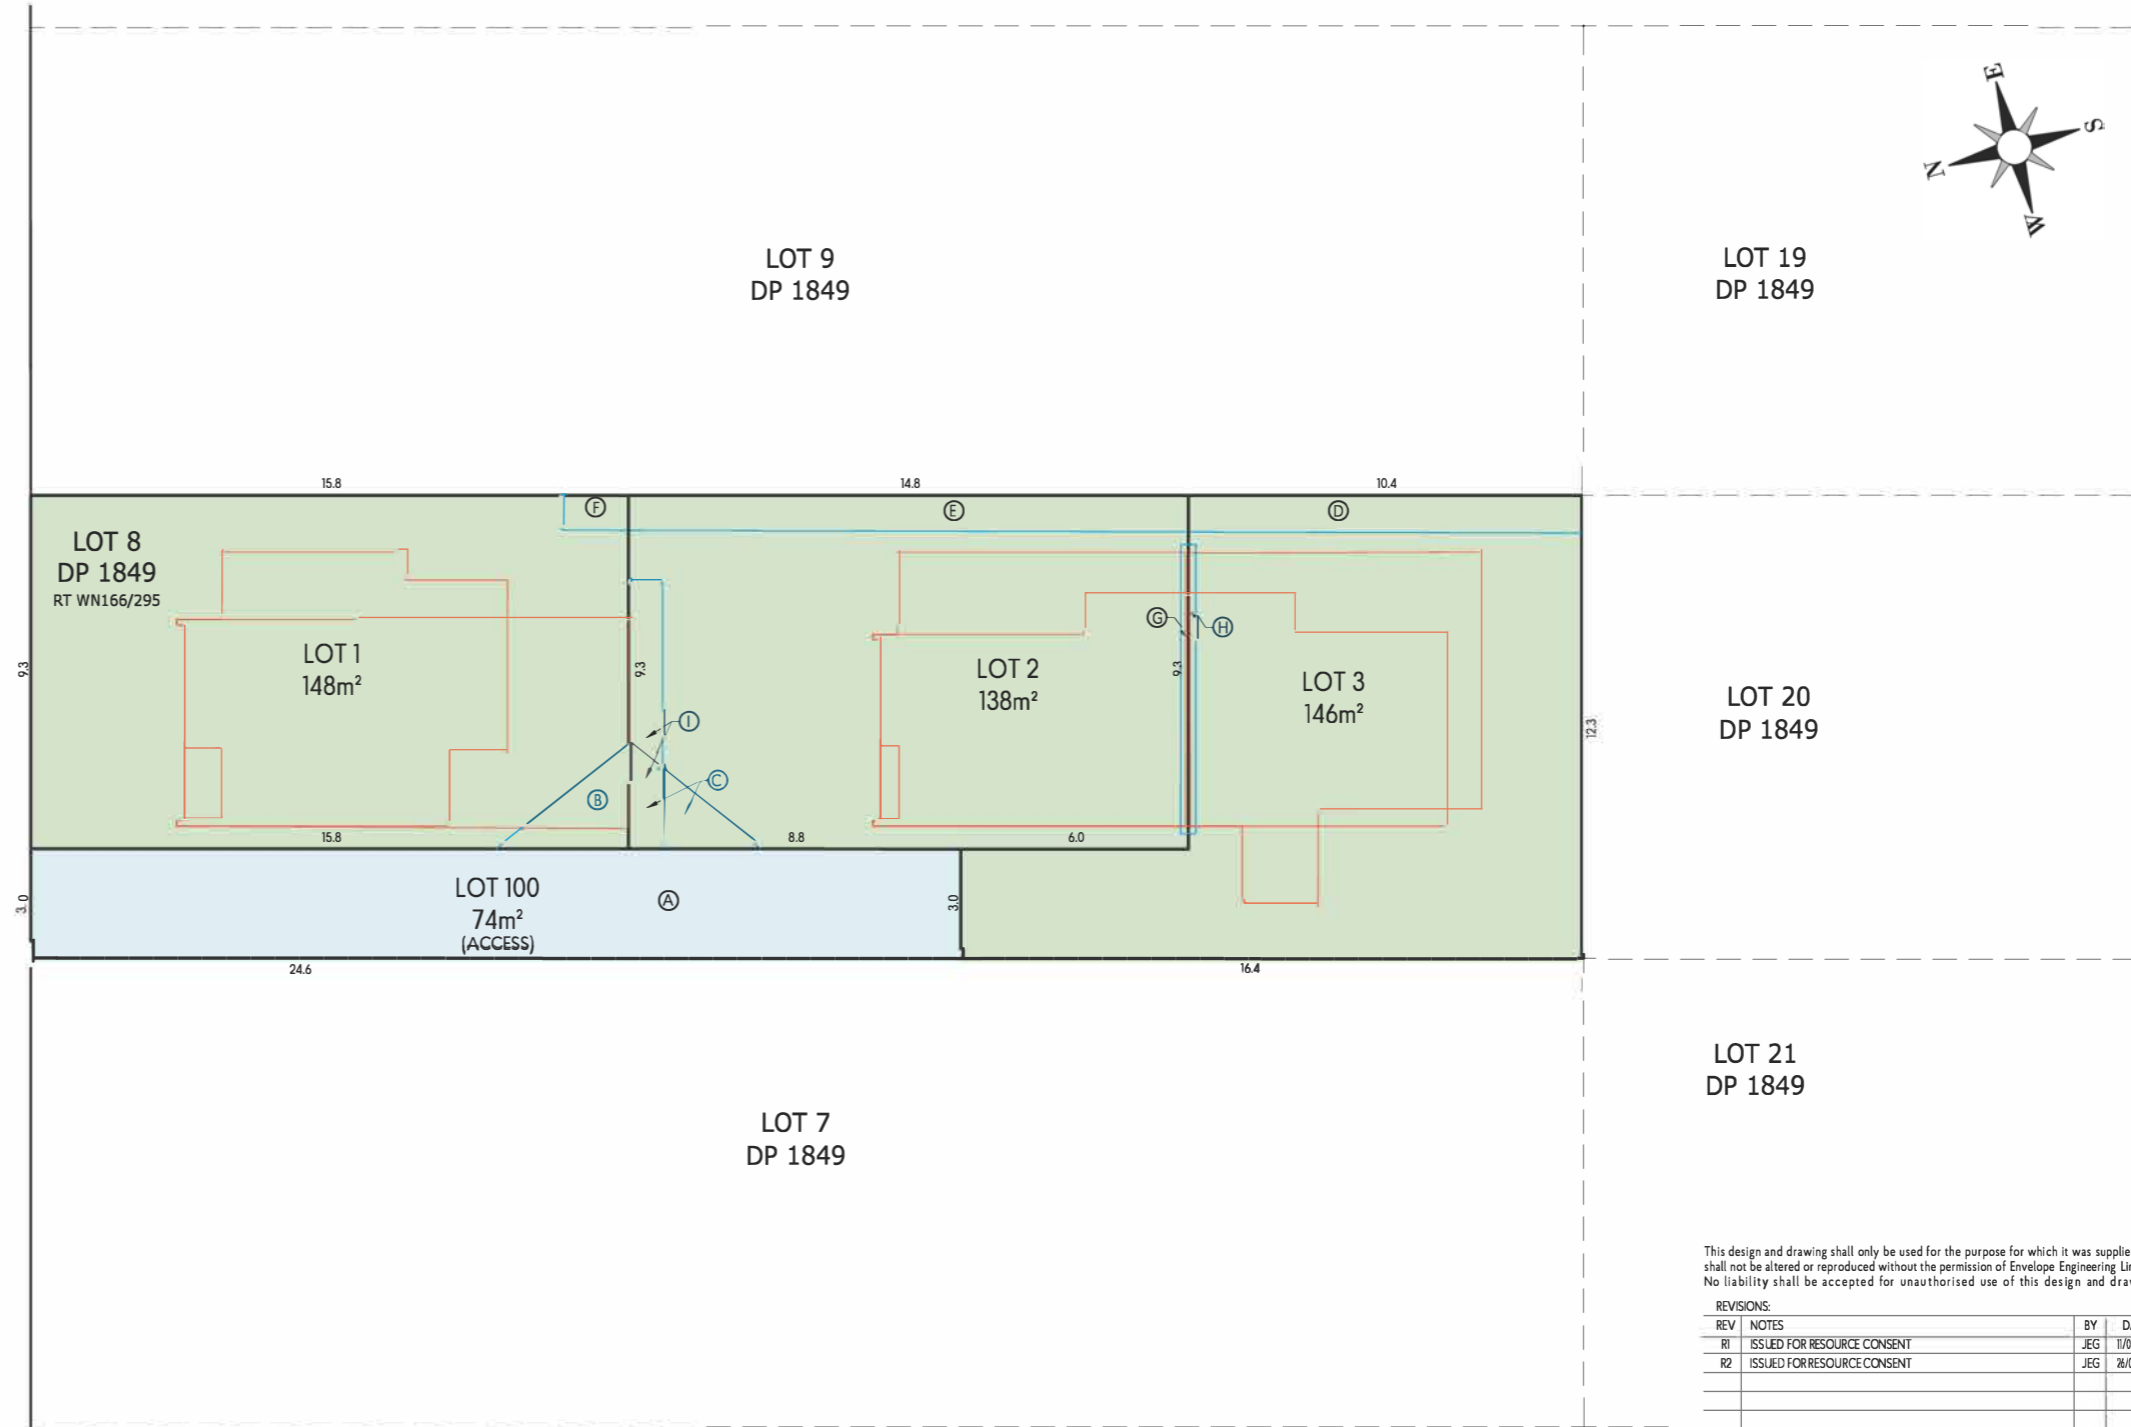 E
S
N
W
LOT 9
DP 1849
LOT 19
DP 1849
15.8
14.8
10.4
F
E
D
LOT 8
DP 1849
RT WN166/295
G
H
LOT 1
148m²
9.3
9.3
LOT 2
138m²
9.3
LOT 3
146m²
LOT 20
DP 1849
12.3
I
C
B
15.8
8.8
6.0
LOT 100
74m²
(ACCESS)
A
3.0
3.0
24.6
16.4
LOT 21
DP 1849
LOT 7
DP 1849
This design and drawing shall only be used for the purpose for which it was
shall not be altered or reproduced without the permission of Envelope Engineering
No liability shall be accepted for unauthorised use of this design and
REVISIONS:
REV NOTES BY
R1 ISSUED FOR RESOURCE CONSENT JEG
R2 ISSUED FOR RESOURCE CONSENT JEG